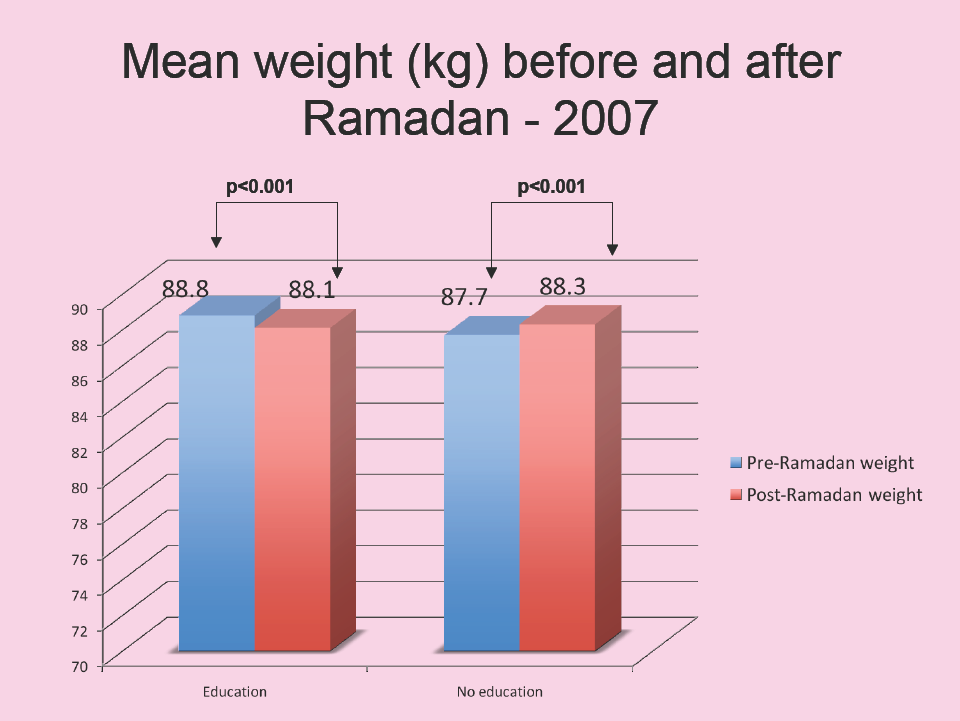 Mean weight (kg) before and after
Ramadan - 2007
p<0.001
p<0.001
88.8
88.1
87.7
88.3
90
88
86
84
82
80
78
76
74
72
70
Pre-Ramadan weight
Post-Ramadan weight
Education
No education